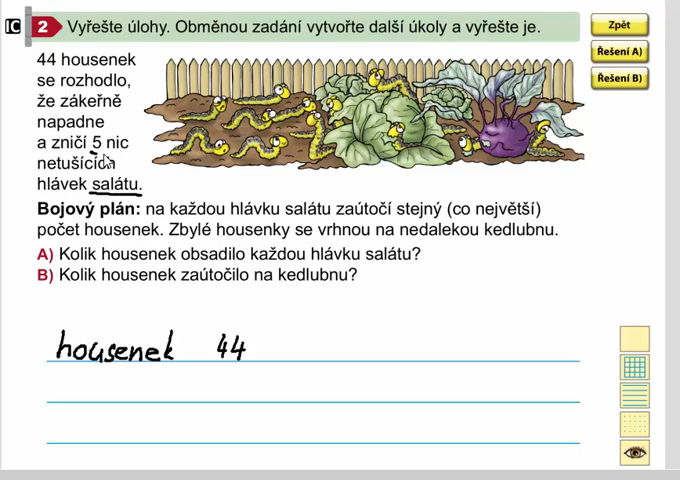 IC
2 Vyřešte úlohy. Obměnou zadání vytvořte další úkoly a vyřešte je.
Zpět
Řešení A)
Řešení B)
44 housenek
se rozhodlo,
že zákeřně
napadne
a zničí 5 nic
netušících
hlávek salátu.
Bojový plán: na každou hlávku salátu zaútočí stejný (co největší)
počet housenek. Zbylé housenky se vrhnou na nedalekou kedlubnu.
A) Kolik housenek obsadilo každou hlávku salátu?
B) Kolik housenek zaútočilo na kedlubnu?
housenek 44